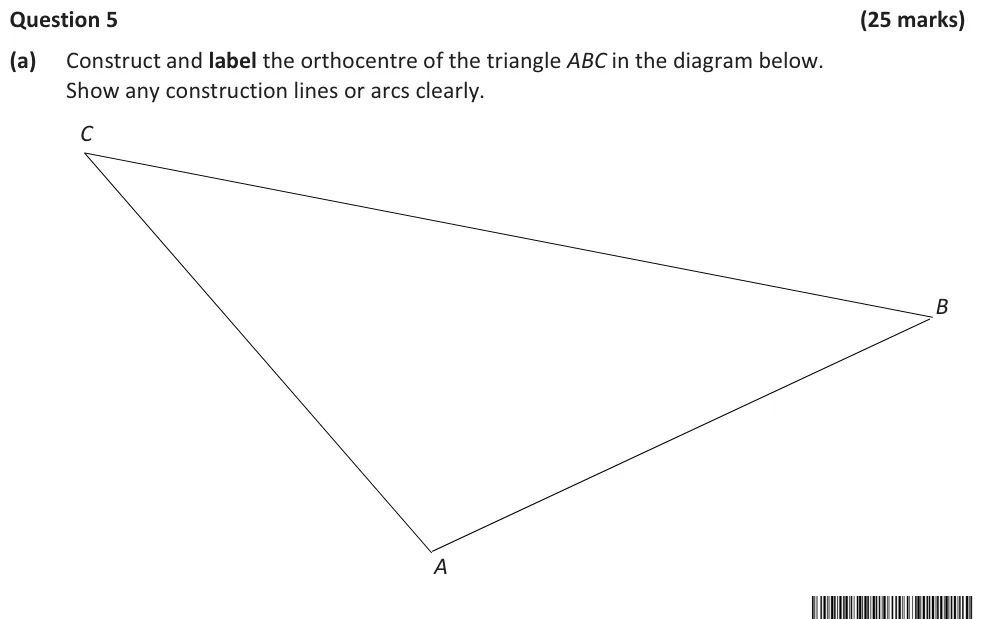 Question 5 (25 marks)
(a) Construct and label the orthocentre of the triangle ABC in the diagram below.
Show any construction lines or arcs clearly.
C
B
A